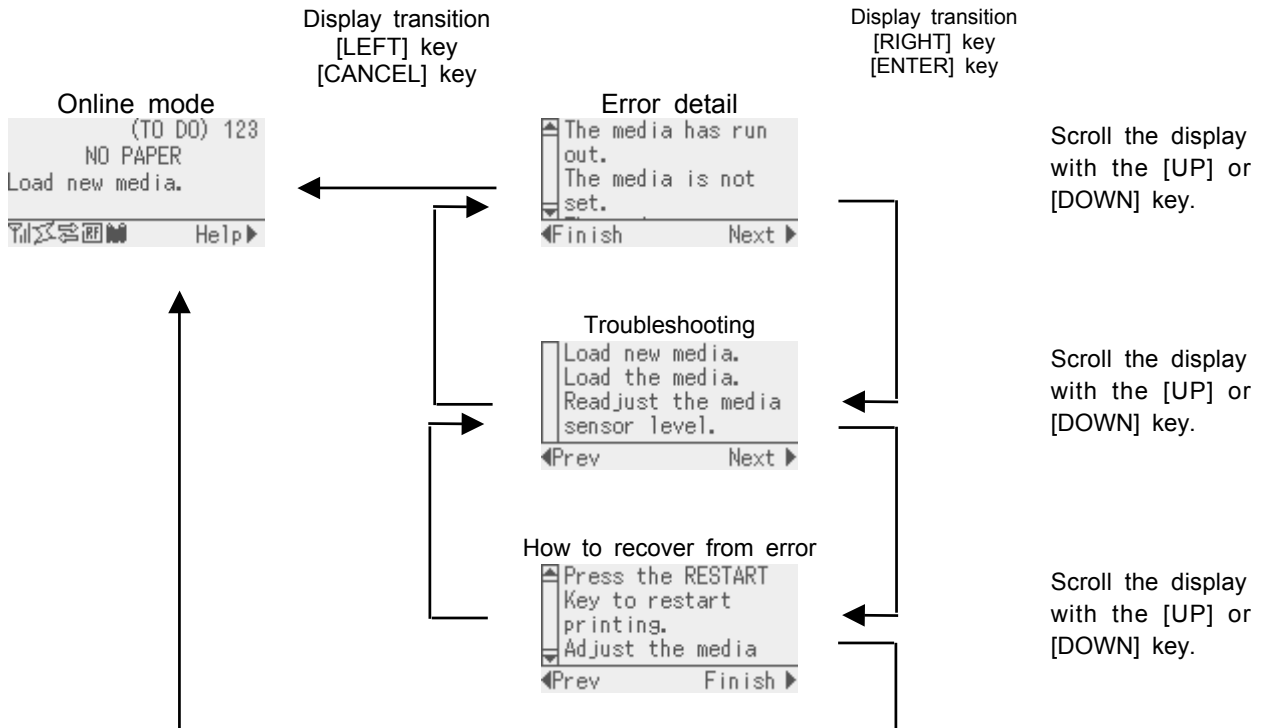 Display transition
[LEFT] key
[CANCEL] key
Display transition
[RIGHT] key
[ENTER] key
Online mode
(TO DO) 123
NO PAPER
Load new media.
RF
Help
Error detail
The media has run
out.
The media is not
set.
Finish Next
Scroll the display
with the [UP] or
[DOWN] key.
Troubleshooting
Load new media.
Load the media.
Readjust the media
sensor level.
Prev Next
Scroll the display
with the [UP] or
[DOWN] key.
How to recover from error
Press the RESTART
Key to restart
printing.
Adjust the media
Prev Finish
Scroll the display
with the [UP] or
[DOWN] key.